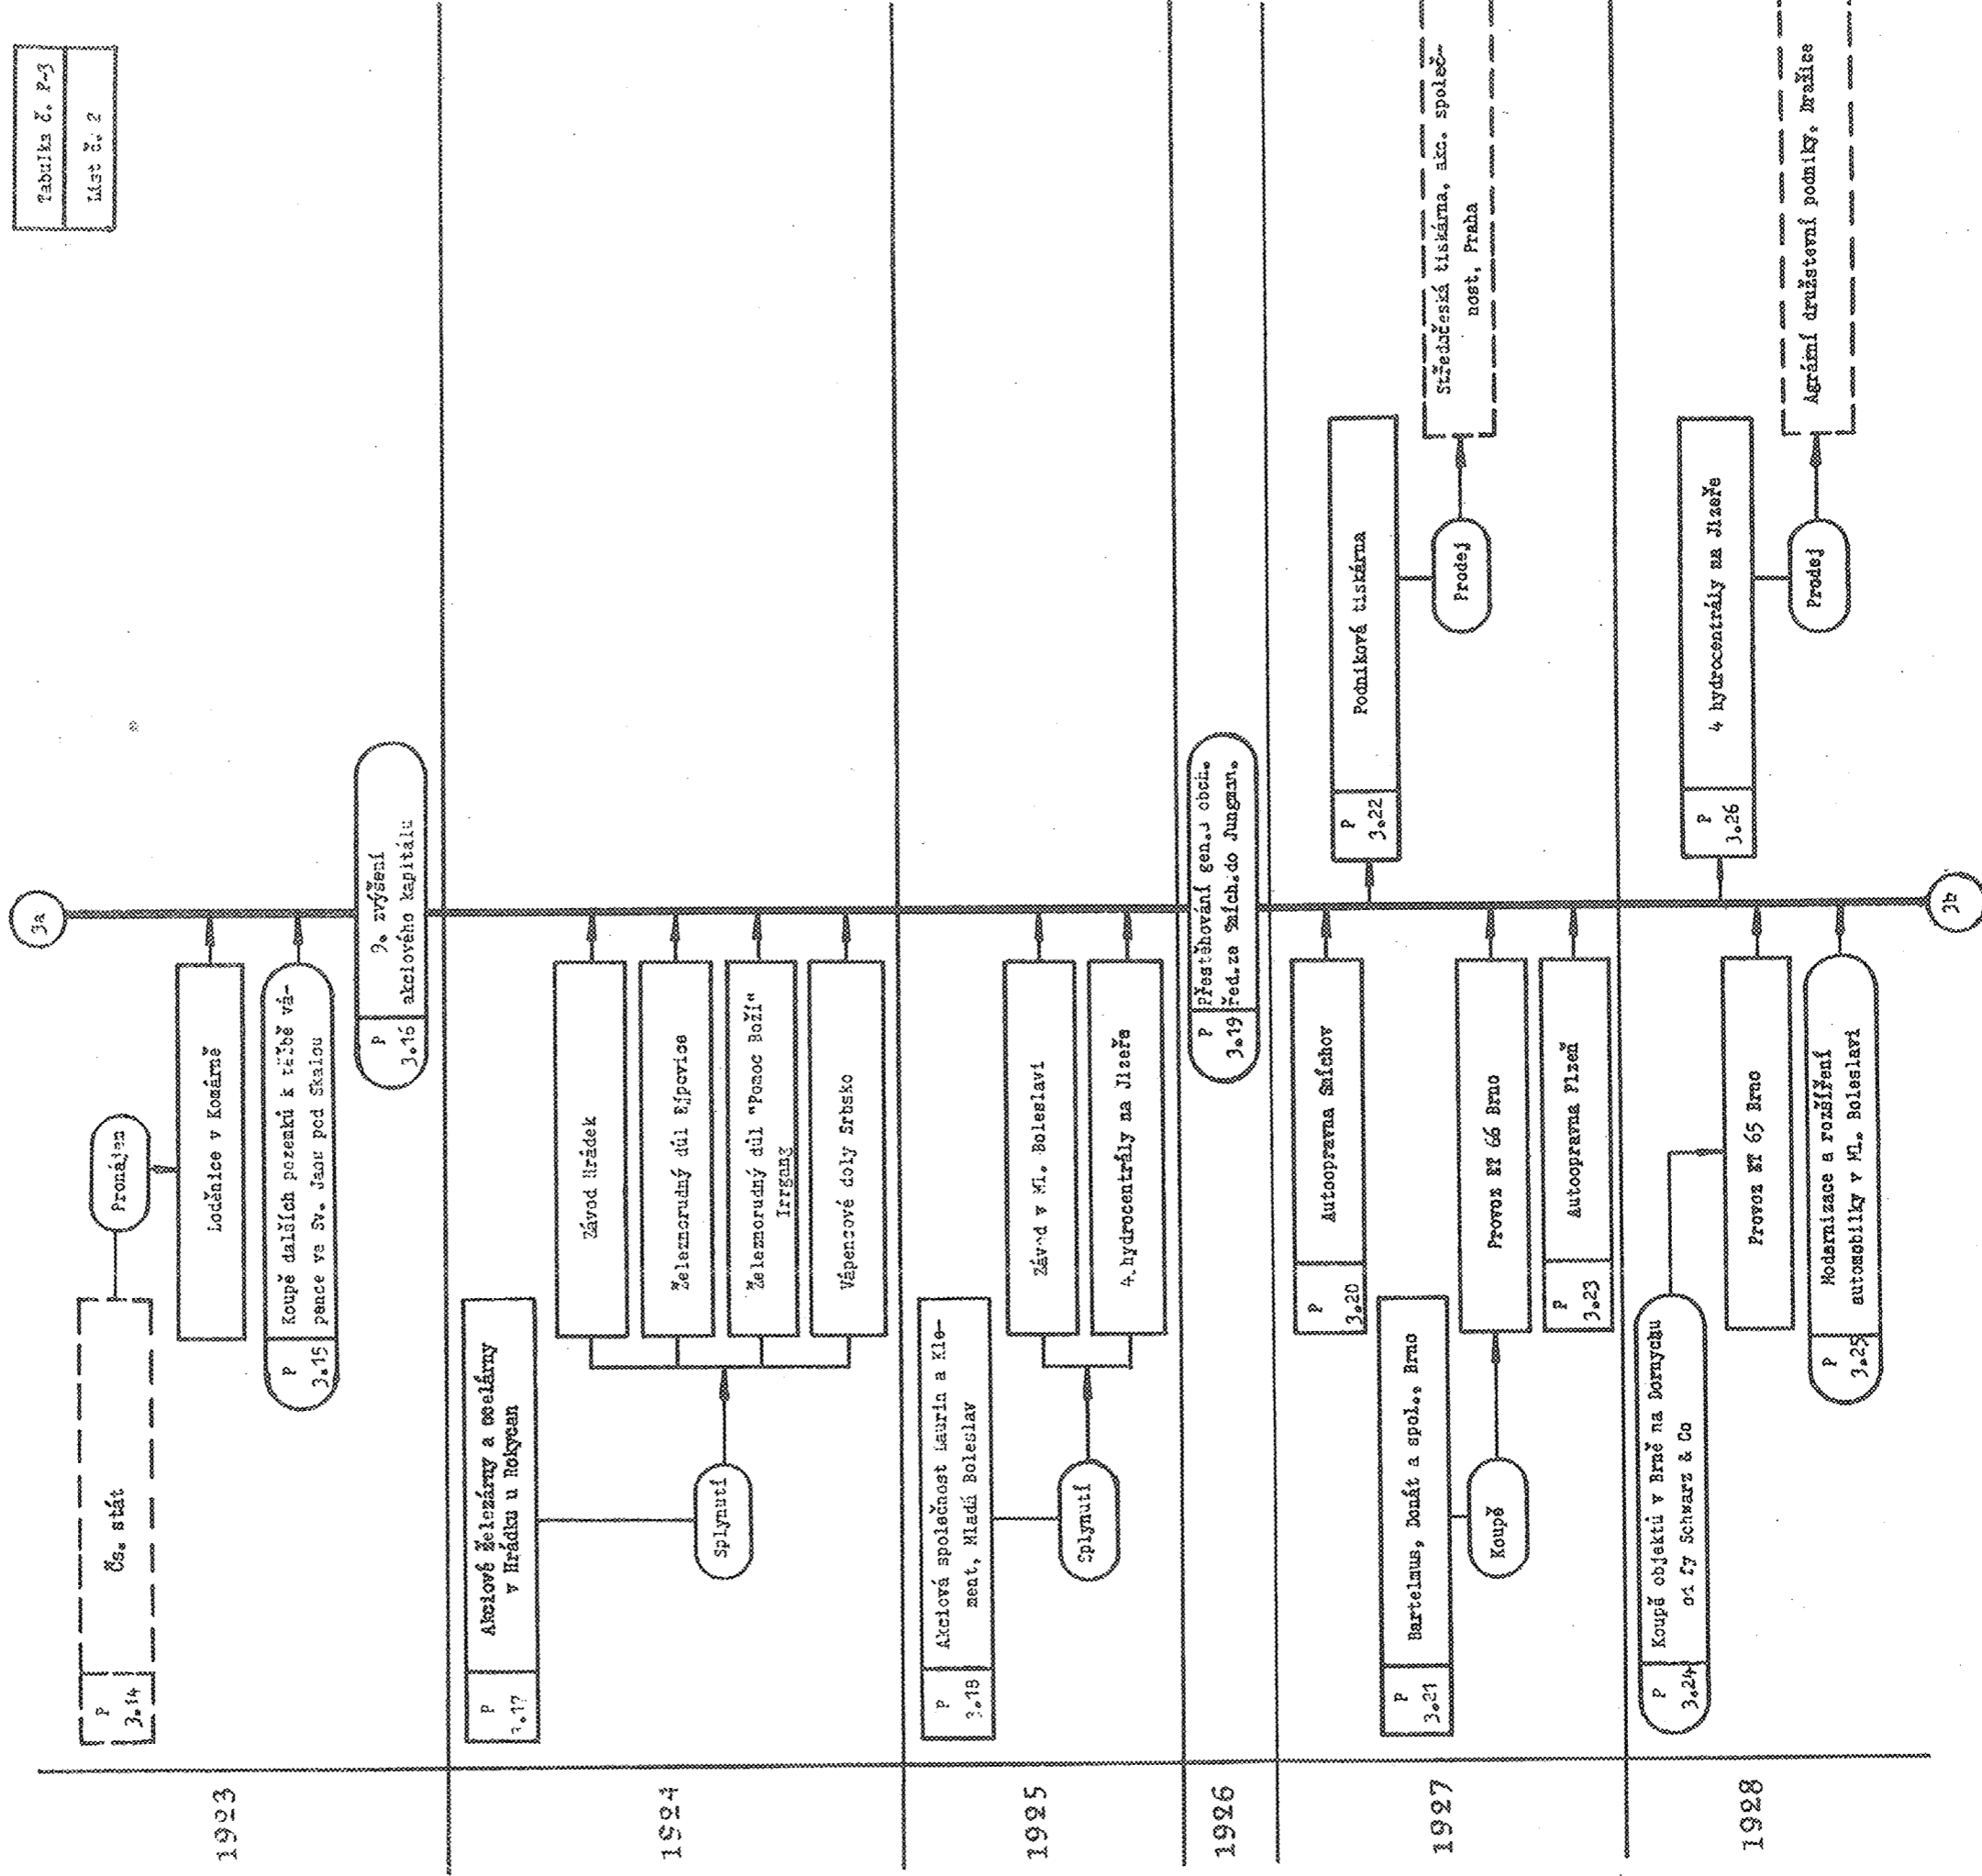 Tabulka č. P-3
List č. 2
3a
1923
P
3.14
Čs. stát
Pronájem
Loděnice v Komárně
P
3.15
Koupě dalších pozemků k těžbě vá-
pence ve Sv. Janu pod Skalou
P
3.16
9. zvýšení
akciového kapitálu
1924
P
3.17
Akciové železárny a ocelárny
v Hrádku u Rokycan
Splynutí
Závod Hrádek
Železnorudný důl Ejpovice
Železnorudný důl "Pomoc Boží"
Irrgang
Vápencové doly Srbsko
1925
P
3.18
Akciová společnost Laurin a Kle-
ment, Mladá Boleslav
Splynutí
Závod v Ml. Boleslavi
4 hydrocentrály na Jizeře
1926
P
3.19
přestěhování gen.a obch.
řed.ze Smích.do Jungman.
1927
P
3.20
Autoopravna Smíchov
P
3.21
Bartelmus, Donát a spol., Brno
Koupě
Provoz ET 66 Brno
P
3.22
Podniková tiskárna
Prodej
Středočeská tiskárna, akc. společ-
nost, Praha
P
3.23
Autoopravna Plzeň
1928
P
3.24
Koupě objektů v Brně na Dornychu
od fy Schwarz & Co
Provoz ET 65 Brno
P
3.25
Modernizace a rozšíření
automobilky v Ml. Boleslavi
P
3.26
4 hydrocentrály na Jizeře
Prodej
Agrární družstevní podniky, Dražice
3b